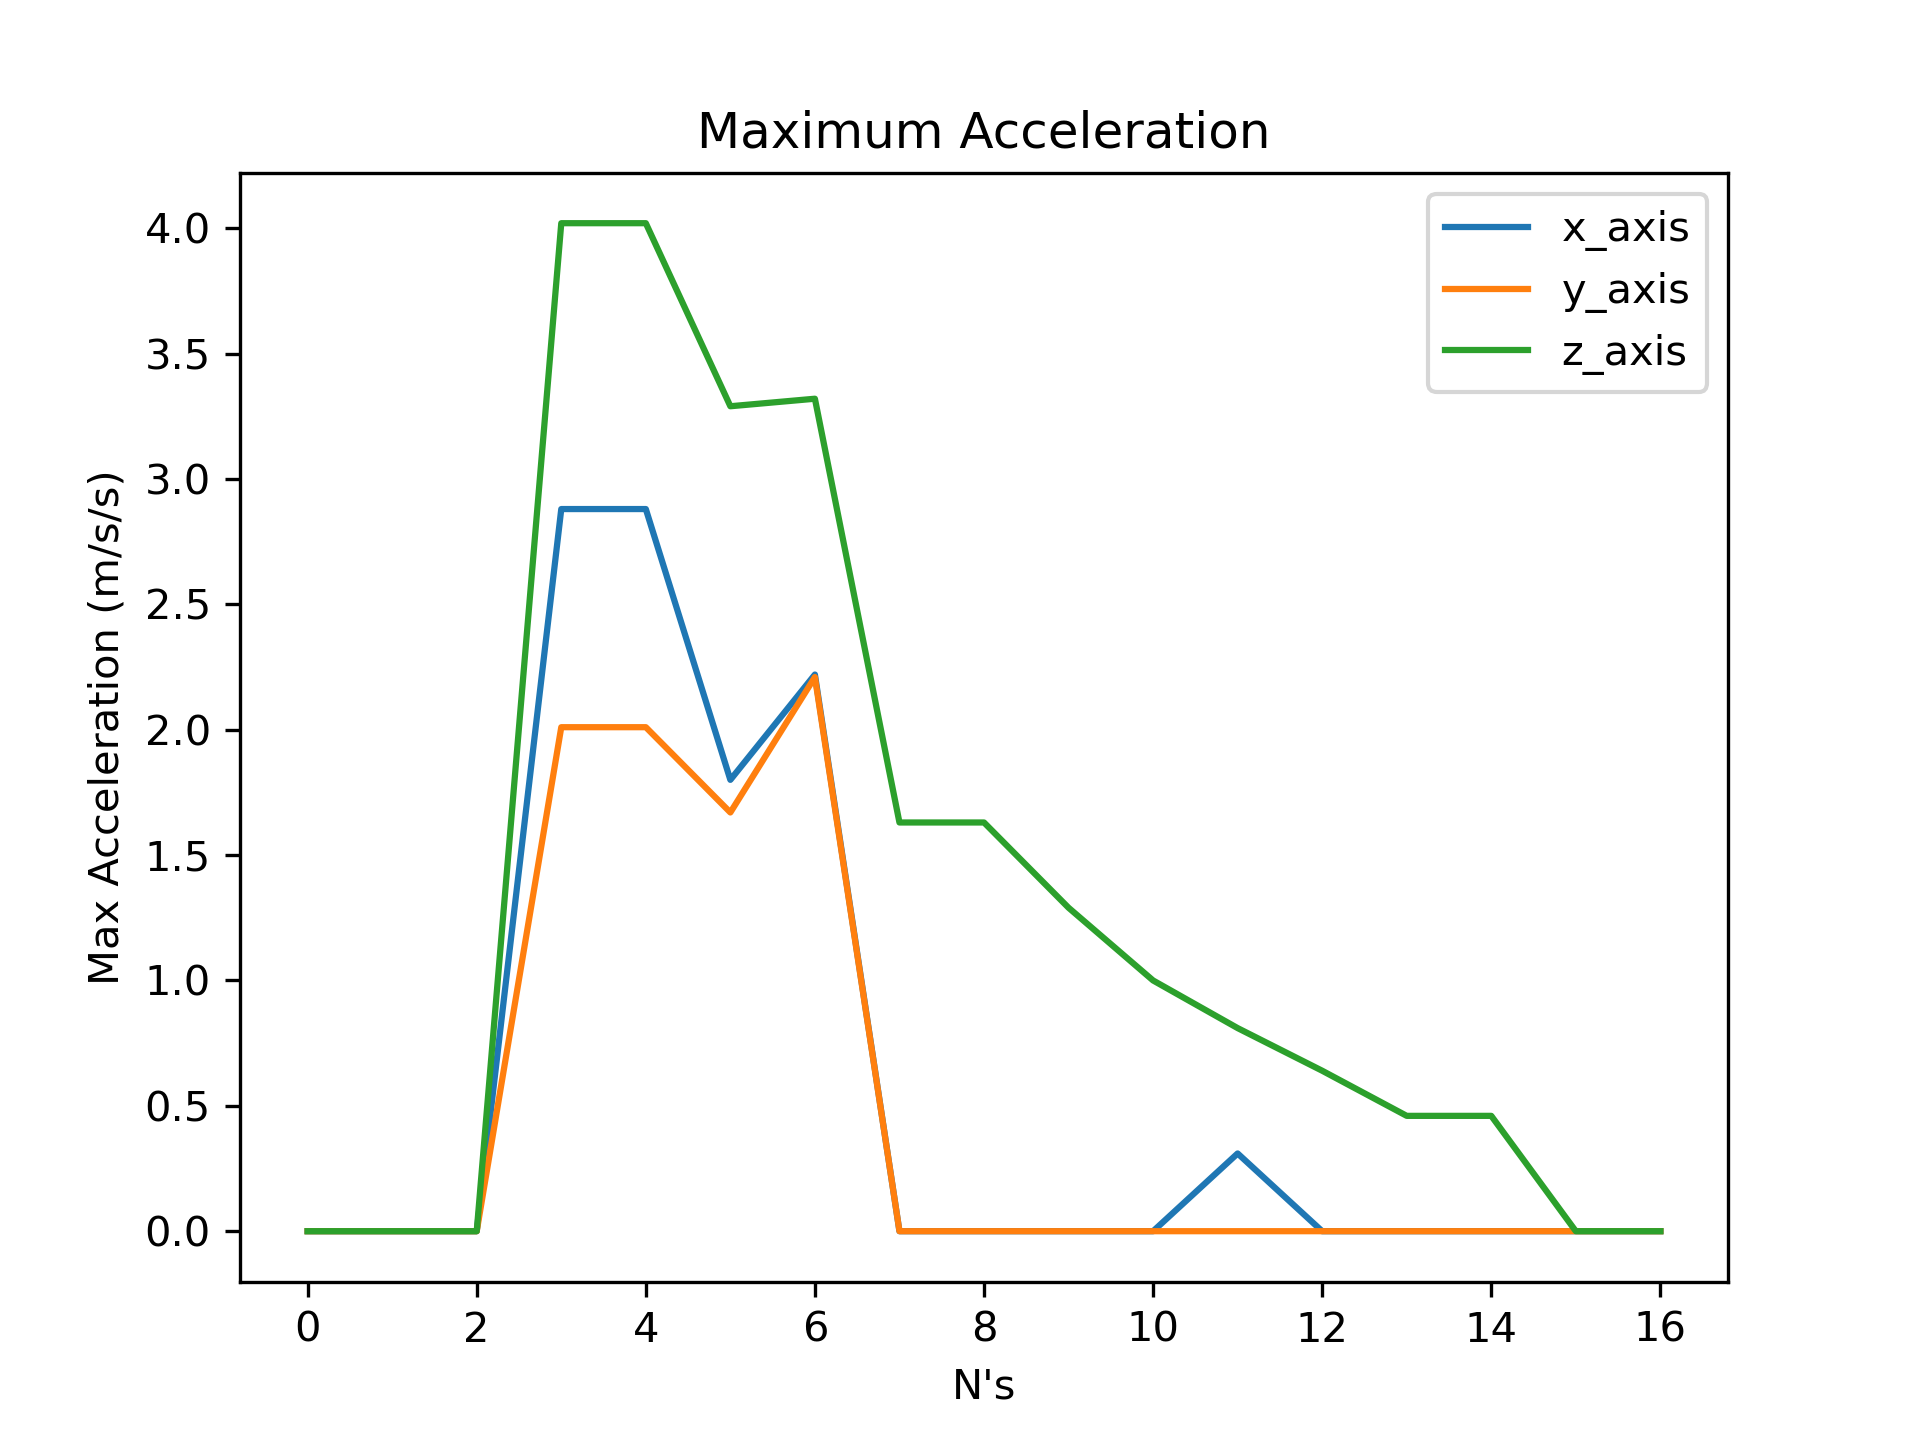 Maximum Acceleration
x_axis
y_axis
z_axis
Max Acceleration (m/s/s)
4.0
3.5
3.0
2.5
2.0
1.5
1.0
0.5
0.0
0 2 4 6 8 10 12 14 16
N's